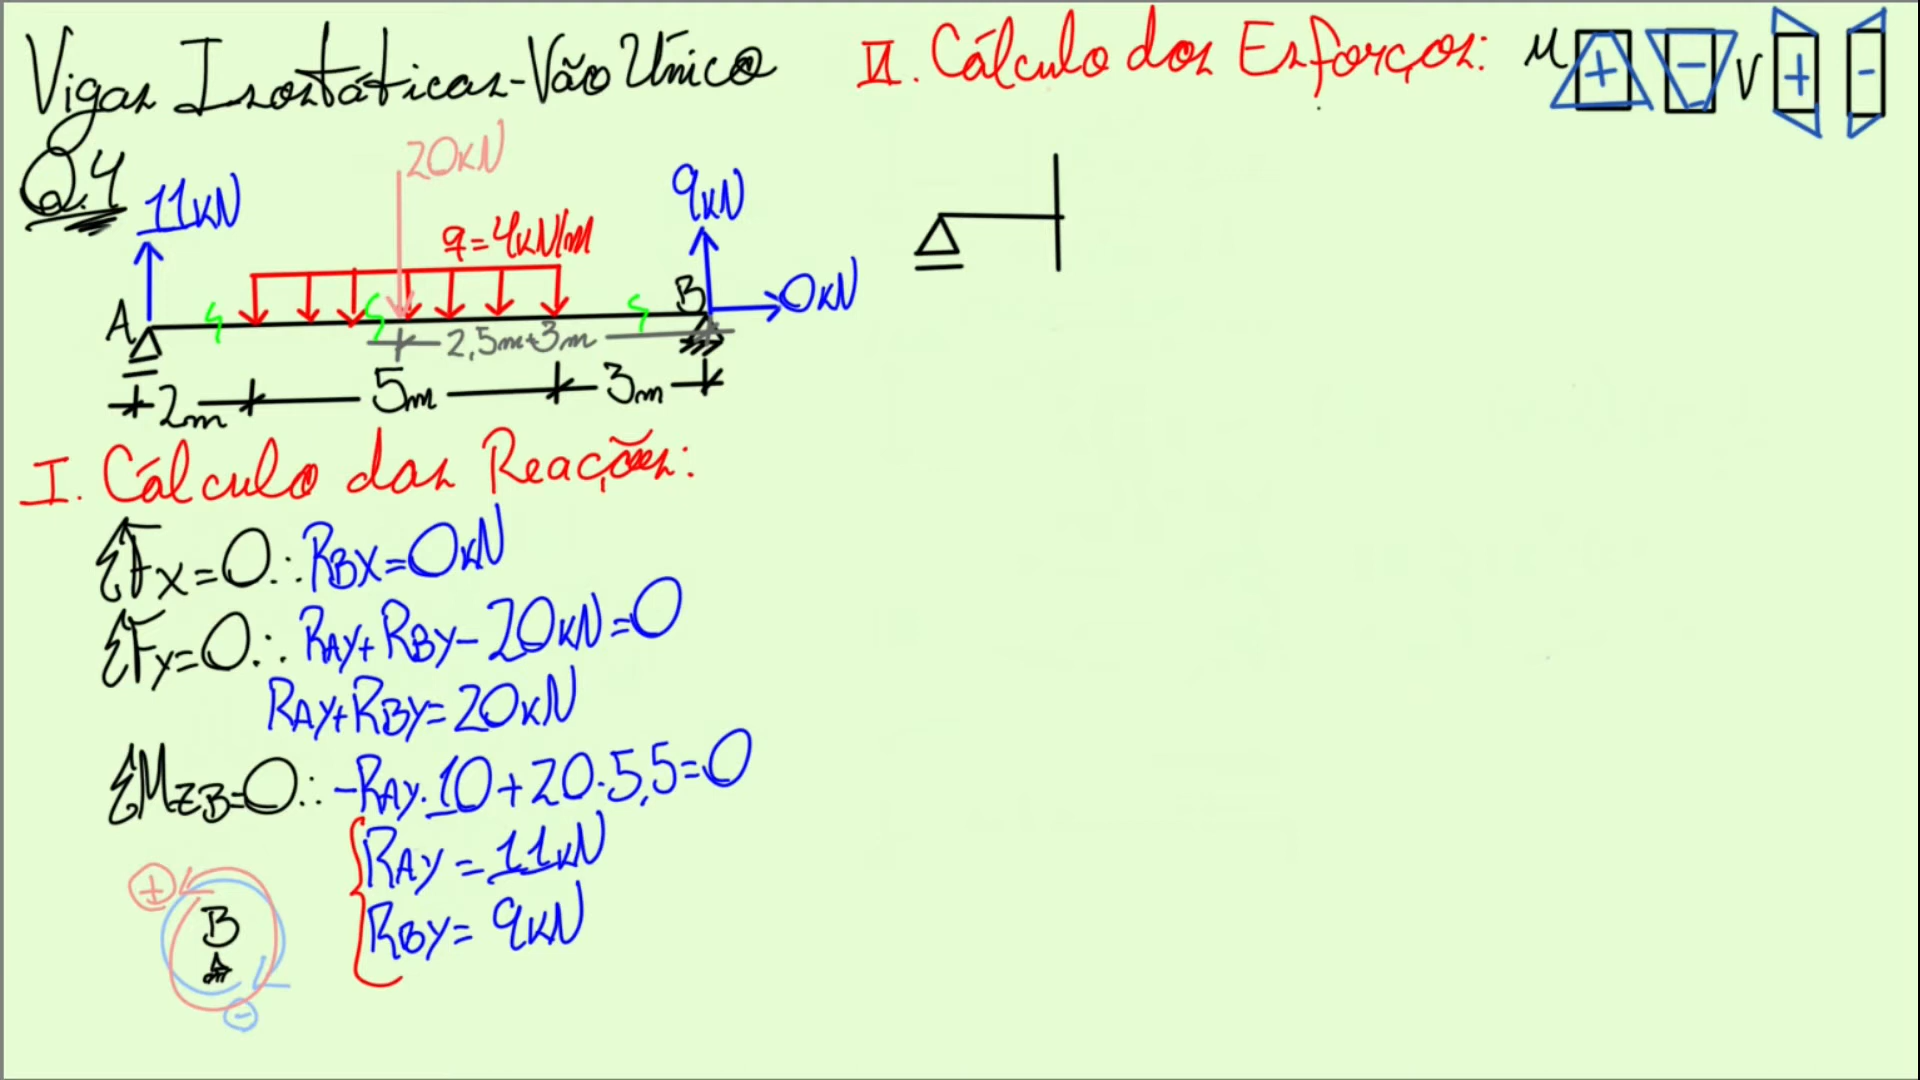 Vigas Isostáticas-Vão Único
Q.4
11kN
20kN
q=4kN/m
9kN
A
B
0kN
2,5m+3m
2m
5m
3m
I. Cálculo das Reações:
ΣFx=0∴ RBX=0kN
ΣFy=0∴ RAY+RBY-20kN=0
RAY+RBY=20kN
ΣMZB=0∴ -RAY.10+20.5,5=0
RAY=11kN
RBY=9kN
+
B
-
II. Cálculo dos Esforços:
M + - V + -